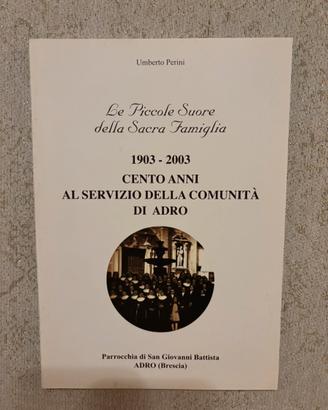 Umberto Perini
Le Piccole Suore
della Sacra Famiglia
1903 - 2003
CENTO ANNI
AL SERVIZIO DELLA COMUNITÀ
DI ADRO
Parrocchia di San Giovanni Battista
ADRO (Brescia)